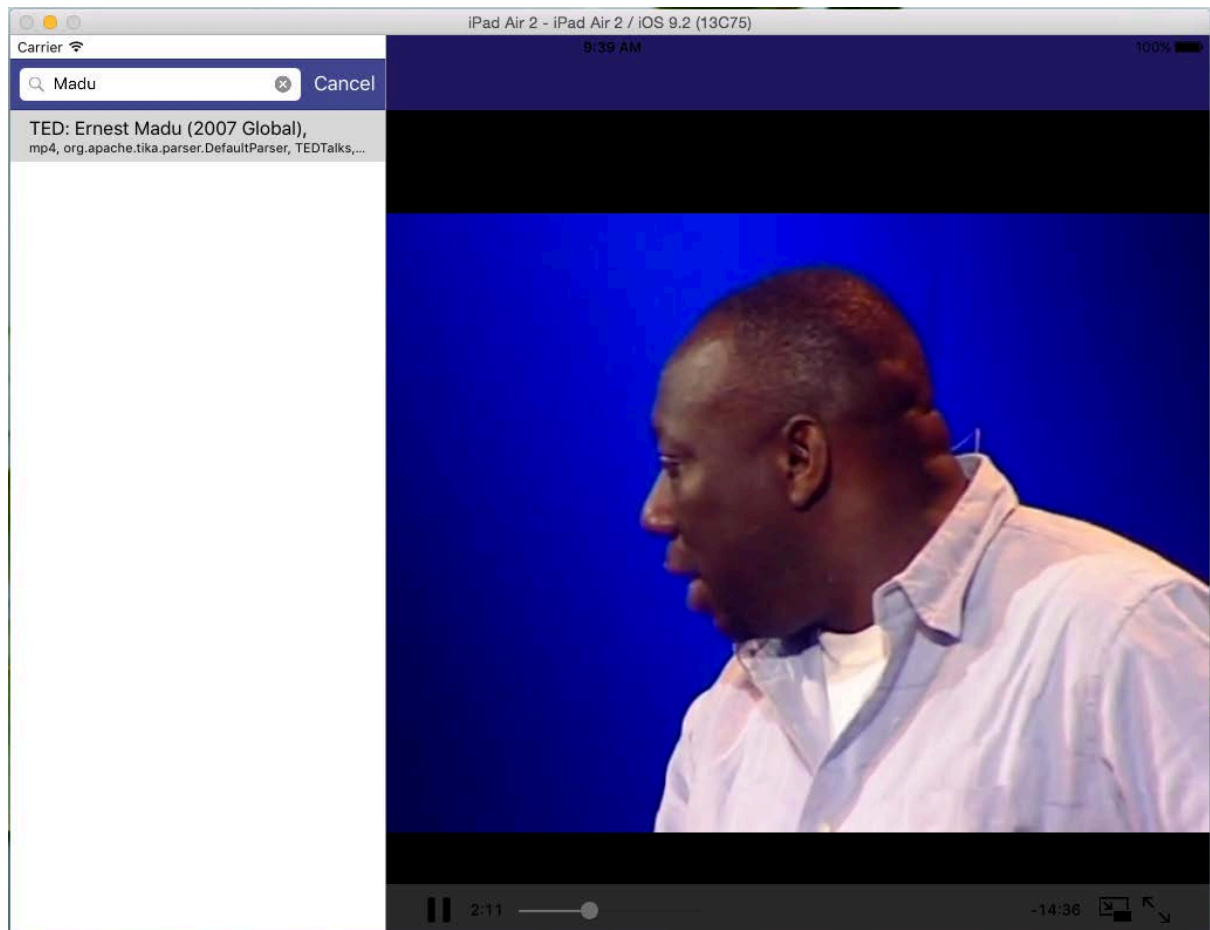 iPad Air 2 - iPad Air 2 / iOS 9.2 (13C75)
Carrier 9:39 AM 100%
Madu Cancel
TED: Ernest Madu (2007 Global),
mp4, org.apache.tika.parser.DefaultParser, TEDTalks,...
2:11 -14:36